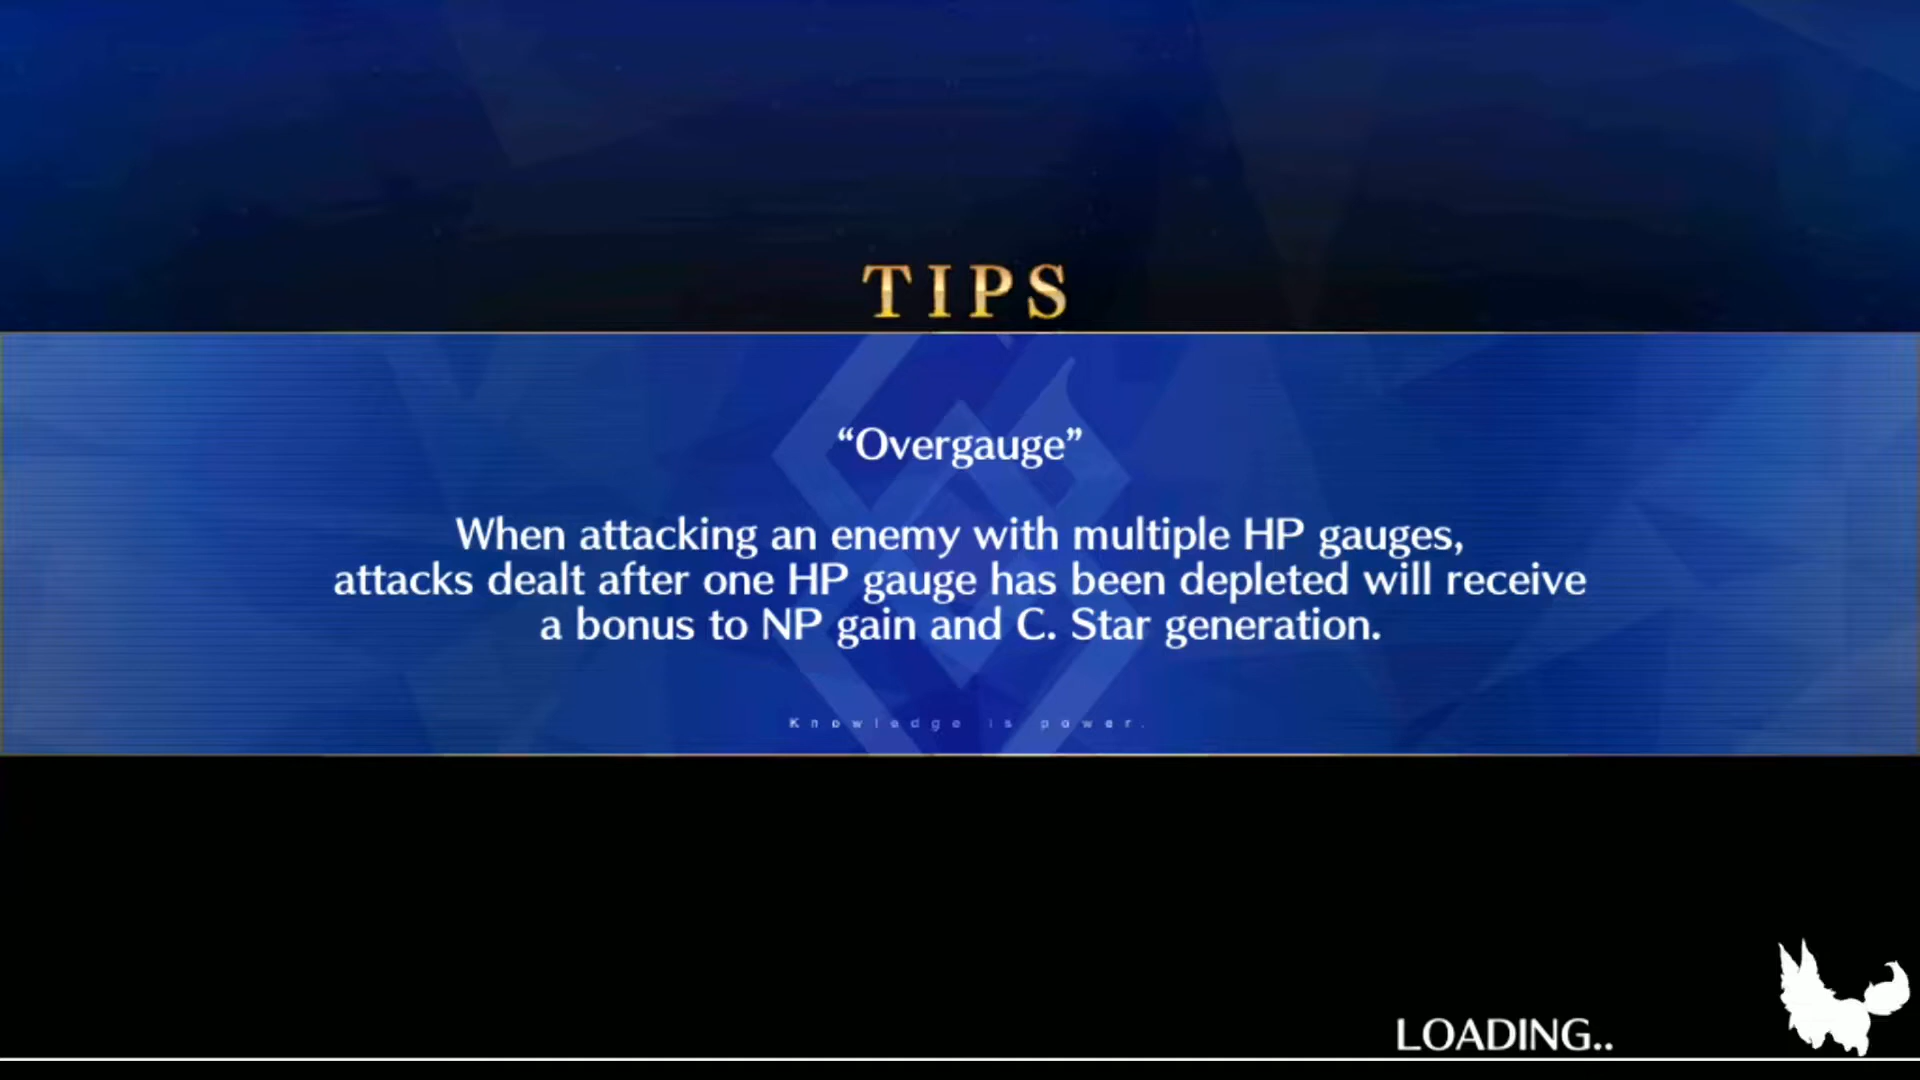 TIPS
“Overgauge”
When attacking an enemy with multiple HP gauges,
attacks dealt after one HP gauge has been depleted will receive
a bonus to NP gain and C. Star generation.
Knowledge is power.
LOADING..